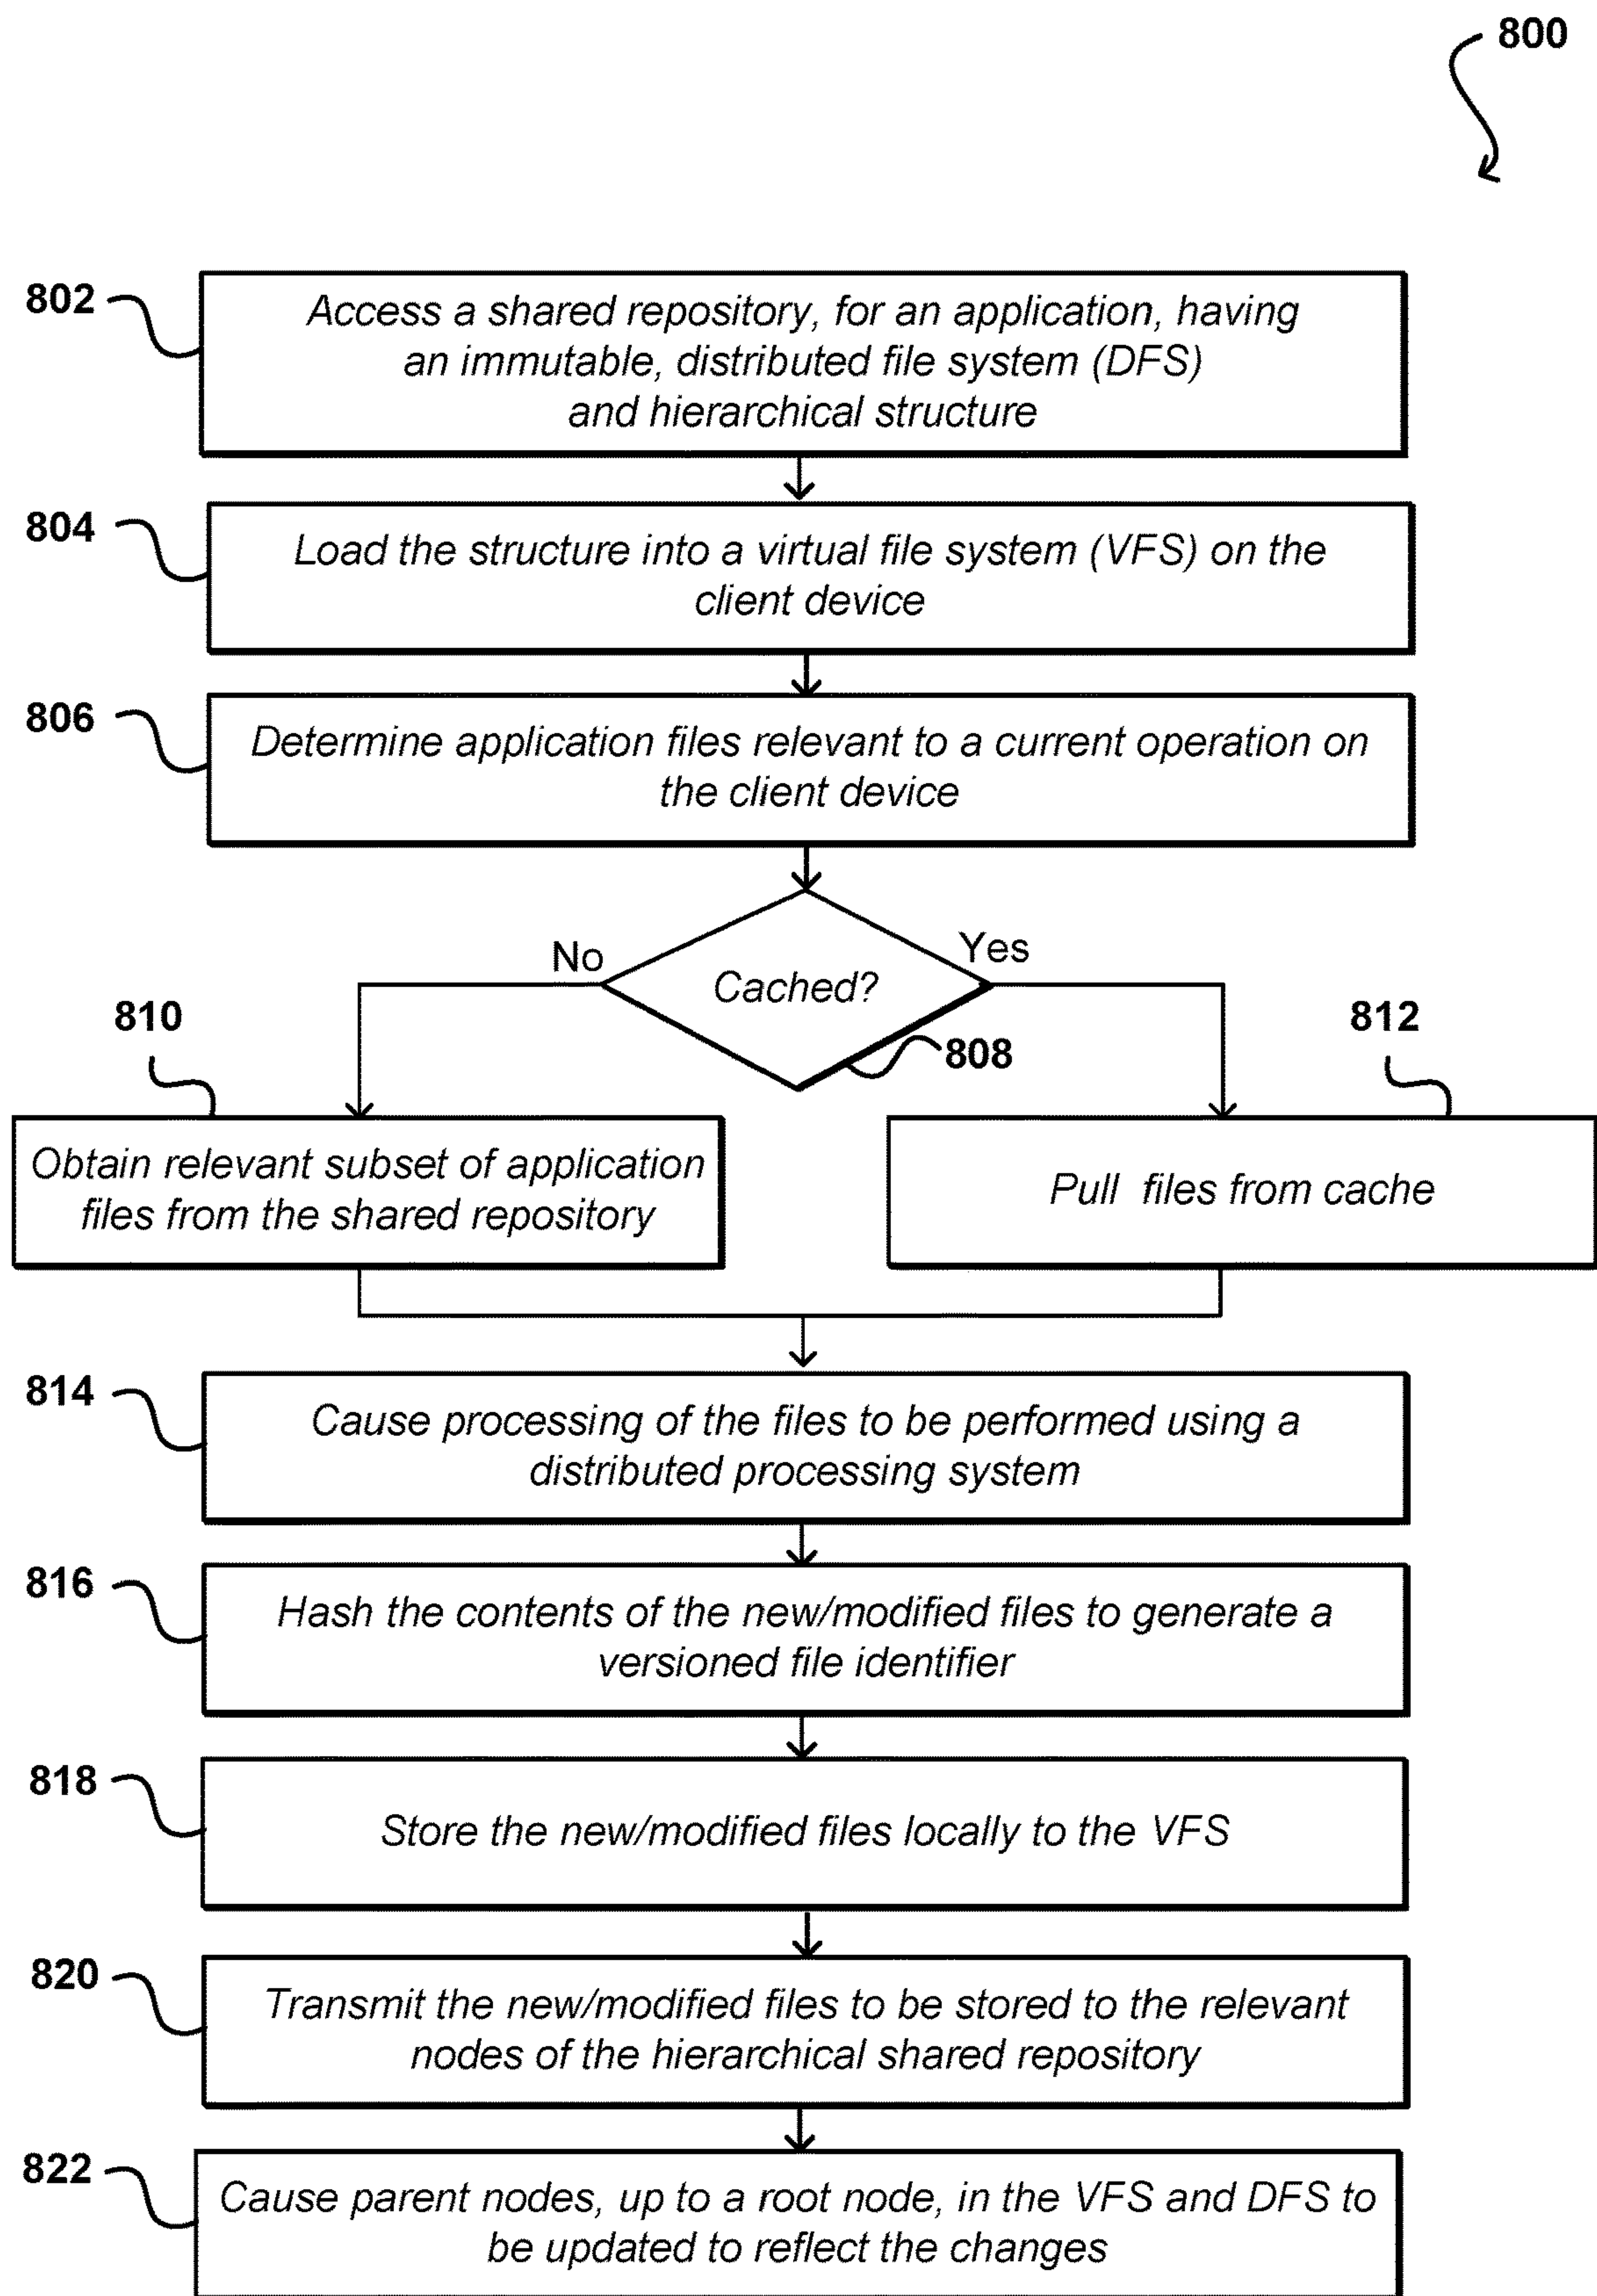 800
802
Access a shared repository, for an application, having
an immutable, distributed file system (DFS)
and hierarchical structure
804
Load the structure into a virtual file system (VFS) on the
client device
806
Determine application files relevant to a current operation on
the client device
No
Yes
Cached?
808
810
812
Obtain relevant subset of application
files from the shared repository
Pull files from cache
814
Cause processing of the files to be performed using a
distributed processing system
816
Hash the contents of the new/modified files to generate a
versioned file identifier
818
Store the new/modified files locally to the VFS
820
Transmit the new/modified files to be stored to the relevant
nodes of the hierarchical shared repository
822
Cause parent nodes, up to a root node, in the VFS and DFS to
be updated to reflect the changes